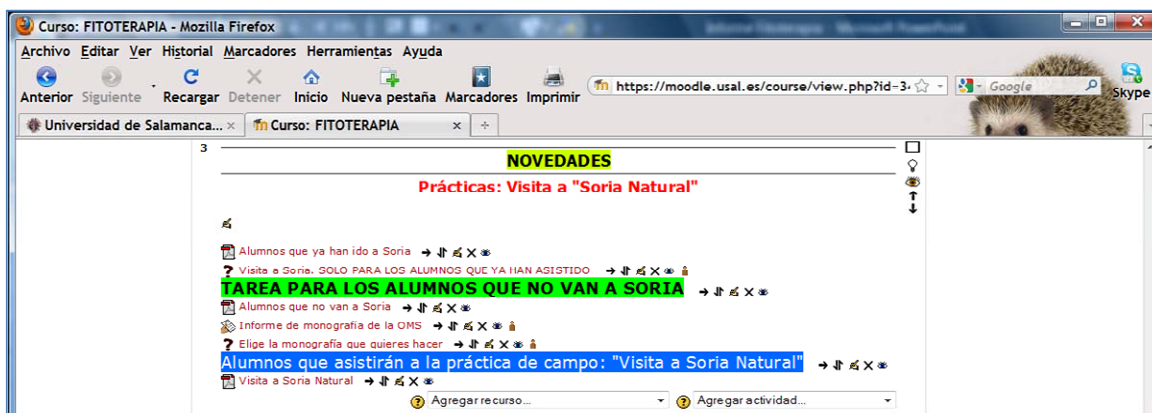 Curso: FITOTERAPIA - Mozilla Firefox
Archivo Editar Ver Historial Marcadores Herramientas Ayuda
Anterior Siguiente Recargar Detener Inicio Nueva pestaña Marcadores Imprimir https://moodle.usal.es/course/view.php?id=3 Google Skype
Universidad de Salamanca... Curso: FITOTERAPIA
3
NOVEDADES
Prácticas: Visita a "Soria Natural"
Alumnos que ya han ido a Soria
Visita a Soria. SOLO PARA LOS ALUMNOS QUE YA HAN ASISTIDO
TAREA PARA LOS ALUMNOS QUE NO VAN A SORIA
Alumnos que no van a Soria
Informe de monografia de la OMS
Elige la monografía que quieres hacer
Alumnos que asistirán a la práctica de campo: "Visita a Soria Natural"
Visita a Soria Natural
Agregar recurso... Agregar actividad...